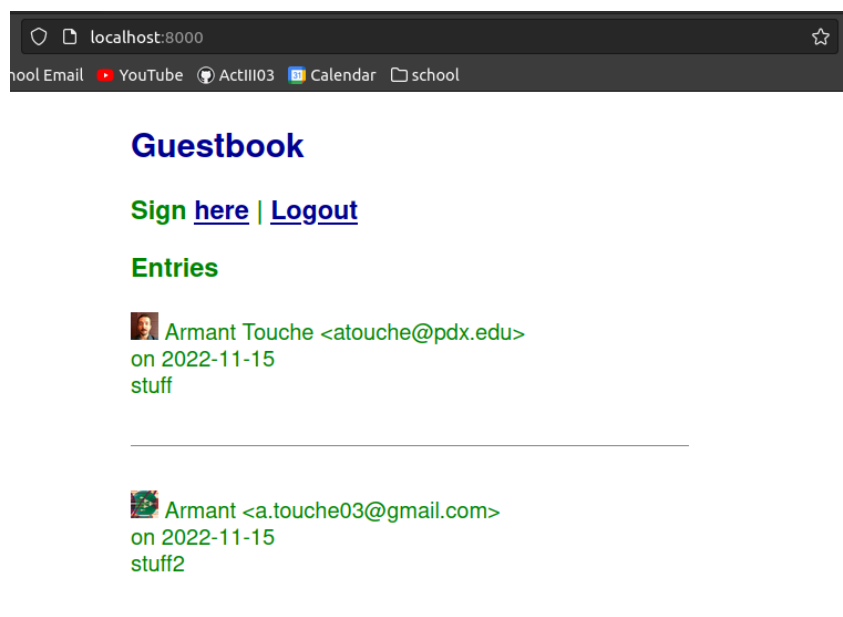 localhost:8000
hool Email YouTube ActIII03 31 Calendar school
Guestbook
Sign here | Logout
Entries
Armant Touche <atouche@pdx.edu>
on 2022-11-15
stuff
Armant <a.touche03@gmail.com>
on 2022-11-15
stuff2